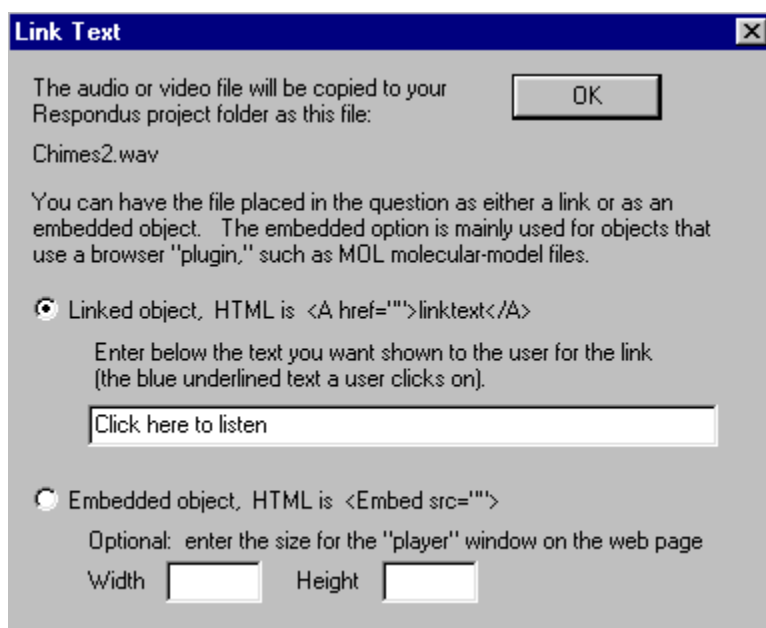 Link Text
The audio or video file will be copied to your
Respondus project folder as this file:
OK
Chimes2.wav
You can have the file placed in the question as either a link or as an
embedded object.   The embedded option is mainly used for objects that
use a browser "plugin," such as MOL molecular-model files.
Linked object,  HTML is  <A href="">linktext</A>
Enter below the text you want shown to the user for the link
(the blue underlined text a user clicks on).
Click here to listen
Embedded object,  HTML is  <Embed src="">
Optional:  enter the size for the "player" window on the web page
Width Height